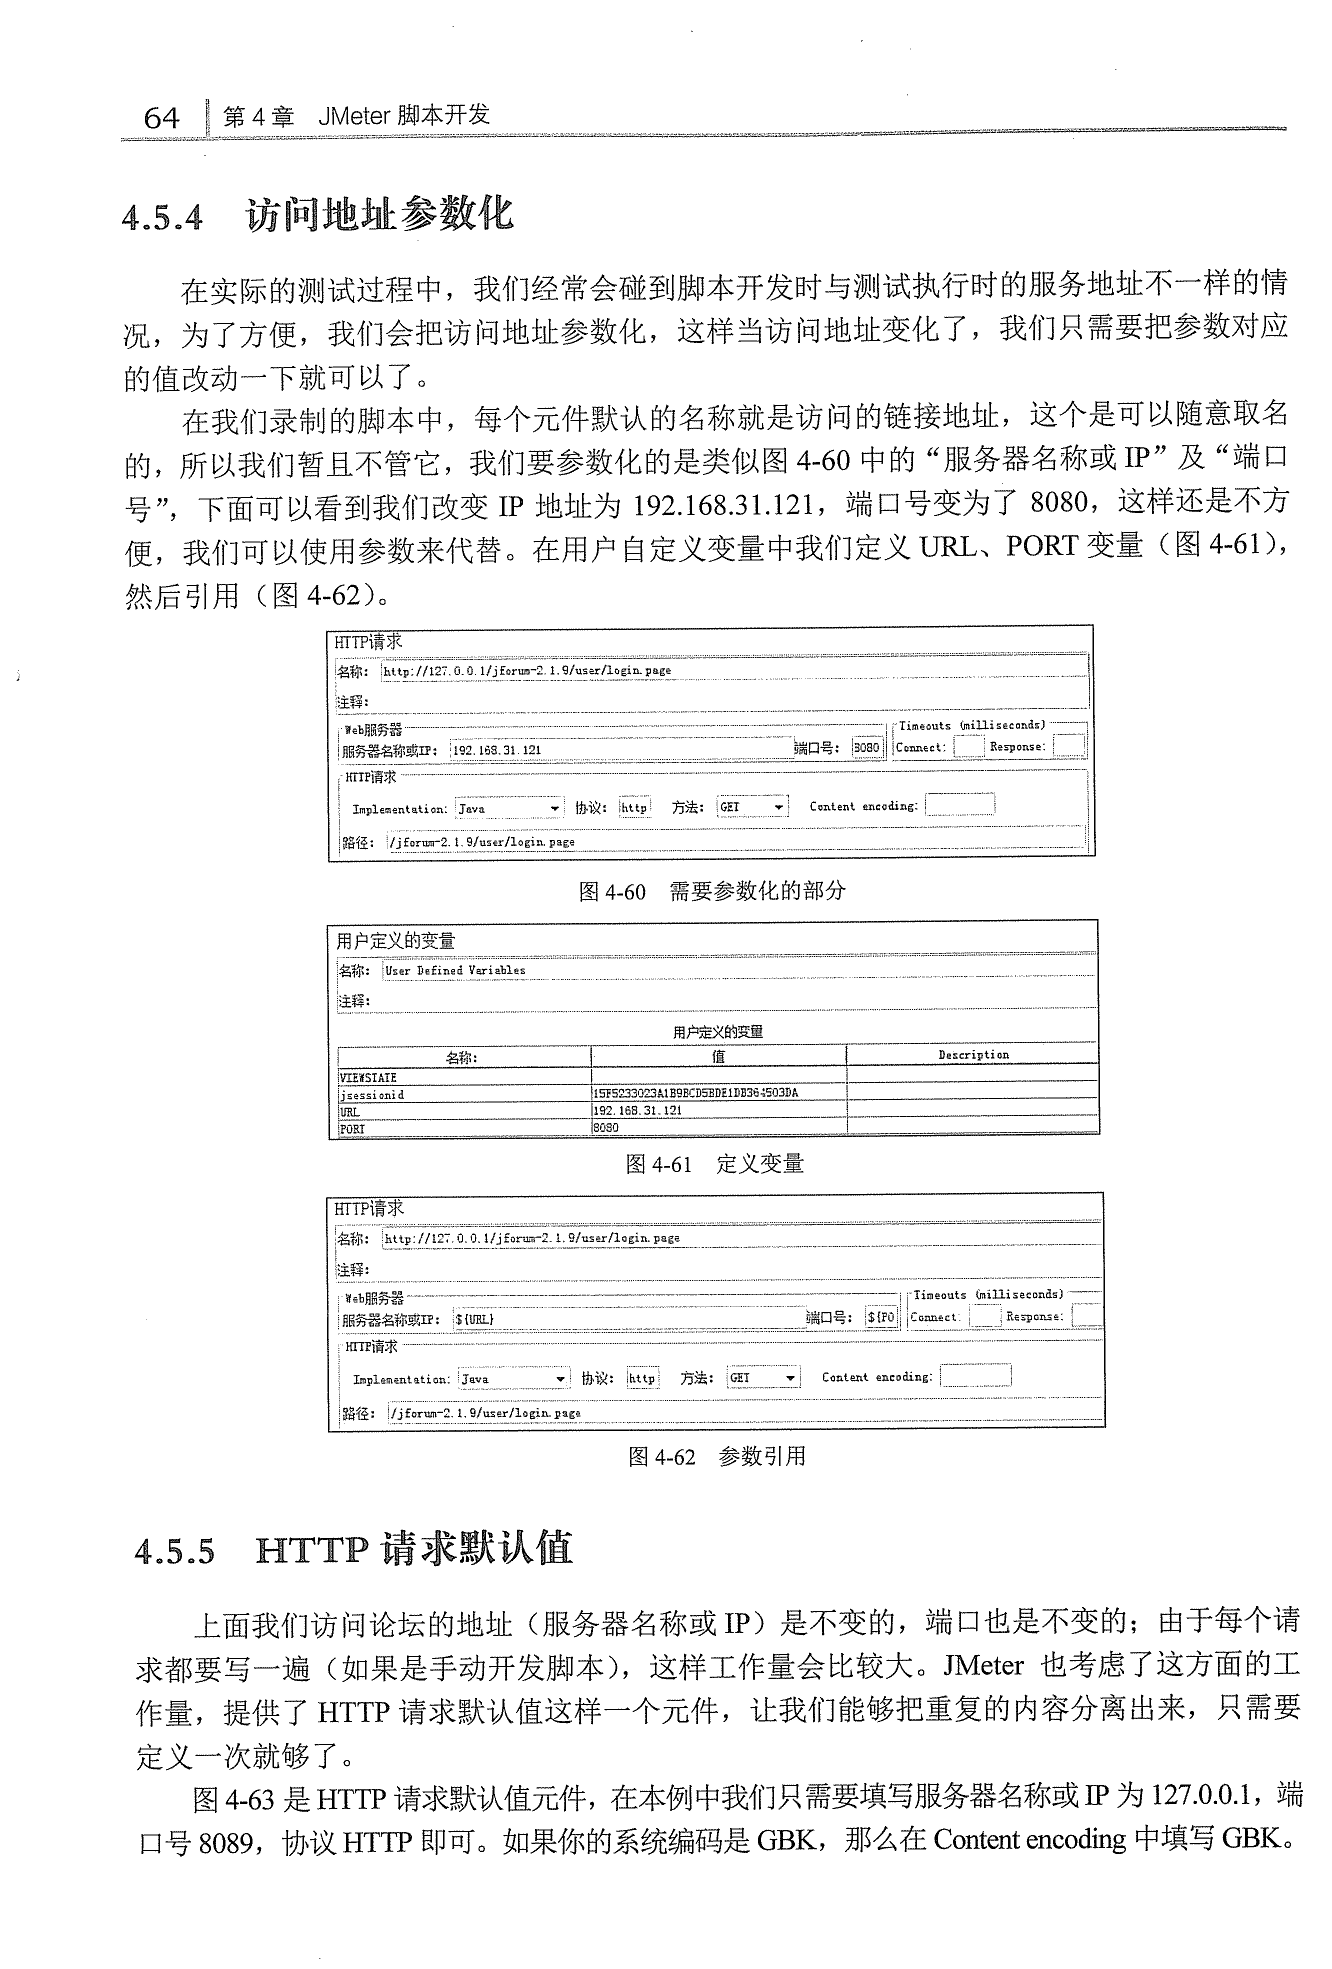 64 第 4 章 JMeter 脚本开发
4.5.4 访问地址参数化
在实际的测试过程中，我们经常会碰到脚本开发时与测试执行时的服务地址不一样的情
况，为了方便，我们会把访问地址参数化，这样当访问地址变化了，我们只需要把参数对应
的值改动一下就可以了。
在我们录制的脚本中，每个元件默认的名称就是访问的链接地址，这个是可以随意取名
的，所以我们暂且不管它，我们要参数化的是类似图 4-60 中的“服务器名称或 IP”及“端口
号”，下面可以看到我们改变 IP 地址为 192.168.31.121，端口号变为了 8080，这样还是不方
便，我们可以使用参数来代替。在用户自定义变量中我们定义 URL、PORT 变量（图 4-61），
然后引用（图 4-62）。
HTTP请求
名称： http://127.0.0.1/jforum-2.1.9/user/login.page
注释：
Web服务器 Timeouts (milliseconds)
服务器名称或IP： 192.168.31.121 端口号： 8080 Connect: Response:
HTTP请求
Implementation: Java 协议： http 方法： GET Content encoding:
路径： /jforum-2.1.9/user/login.page
图 4-60 需要参数化的部分
用户定义的变量
名称： User Defined Variables
注释：
用户定义的变量
名称： 值 Description
VIEWSTATE
jsessionid
URL 192.168.31.121
PORT 8080
图 4-61 定义变量
HTTP请求
名称： http://127.0.0.1/jforum-2.1.9/user/login.page
注释：
Web服务器 Timeouts (milliseconds)
服务器名称或IP： ${URL} 端口号： ${PO Connect: Response:
HTTP请求
Implementation: Java 协议： http 方法： GET Content encoding:
路径： /jforum-2.1.9/user/login.page
图 4-62 参数引用
4.5.5 HTTP 请求默认值
上面我们访问论坛的地址（服务器名称或 IP）是不变的，端口也是不变的；由于每个请
求都要写一遍（如果是手动开发脚本），这样工作量会比较大。JMeter 也考虑了这方面的工
作量，提供了 HTTP 请求默认值这样一个元件，让我们能够把重复的内容分离出来，只需要
定义一次就够了。
图 4-63 是 HTTP 请求默认值元件，在本例中我们只需要填写服务器名称或 IP 为 127.0.0.1，端
口号 8089，协议 HTTP 即可。如果你的系统编码是 GBK，那么在 Content encoding 中填写 GBK。